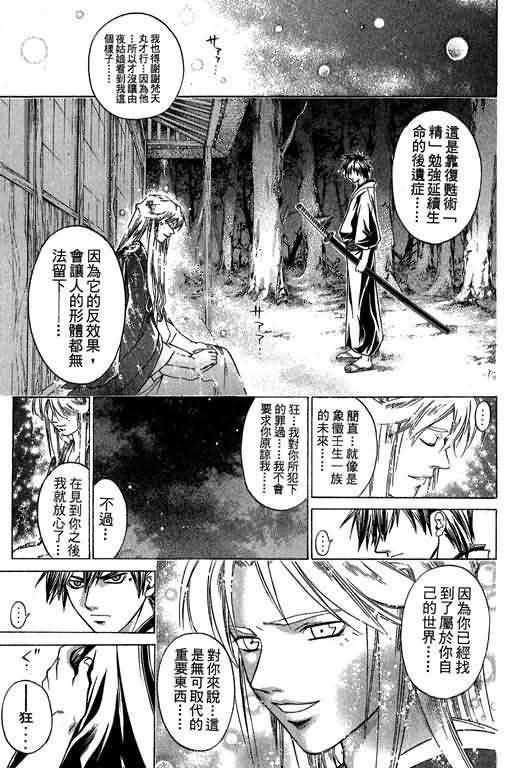 這是靠復甦術「
精」勉強延續生
命的後遺症……
我也得謝謝梵天
丸才行…因為他
…所以才沒讓由
夜姑娘看到我這
個樣子……
サァ…
サァ…
因為它的反效果，
會讓人的形體都無
法留下——
…
簡直…就像是
象徵壬生一族
的未來……
狂…我對你所犯下
的罪過……我不會
要求你原諒我……
不過…
在見到你之後
我就放心了…
…
因為你已經找
到了屬於你自
己的世界……
對你來說…這
是無可取代的
重要東西……
…
ぐ…
——狂…